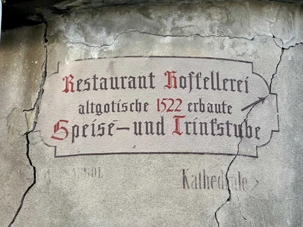 Restaurant Hofkellerei
altgotische 1522 erbaute
Speise- und Trinkstube
Kathedrale >